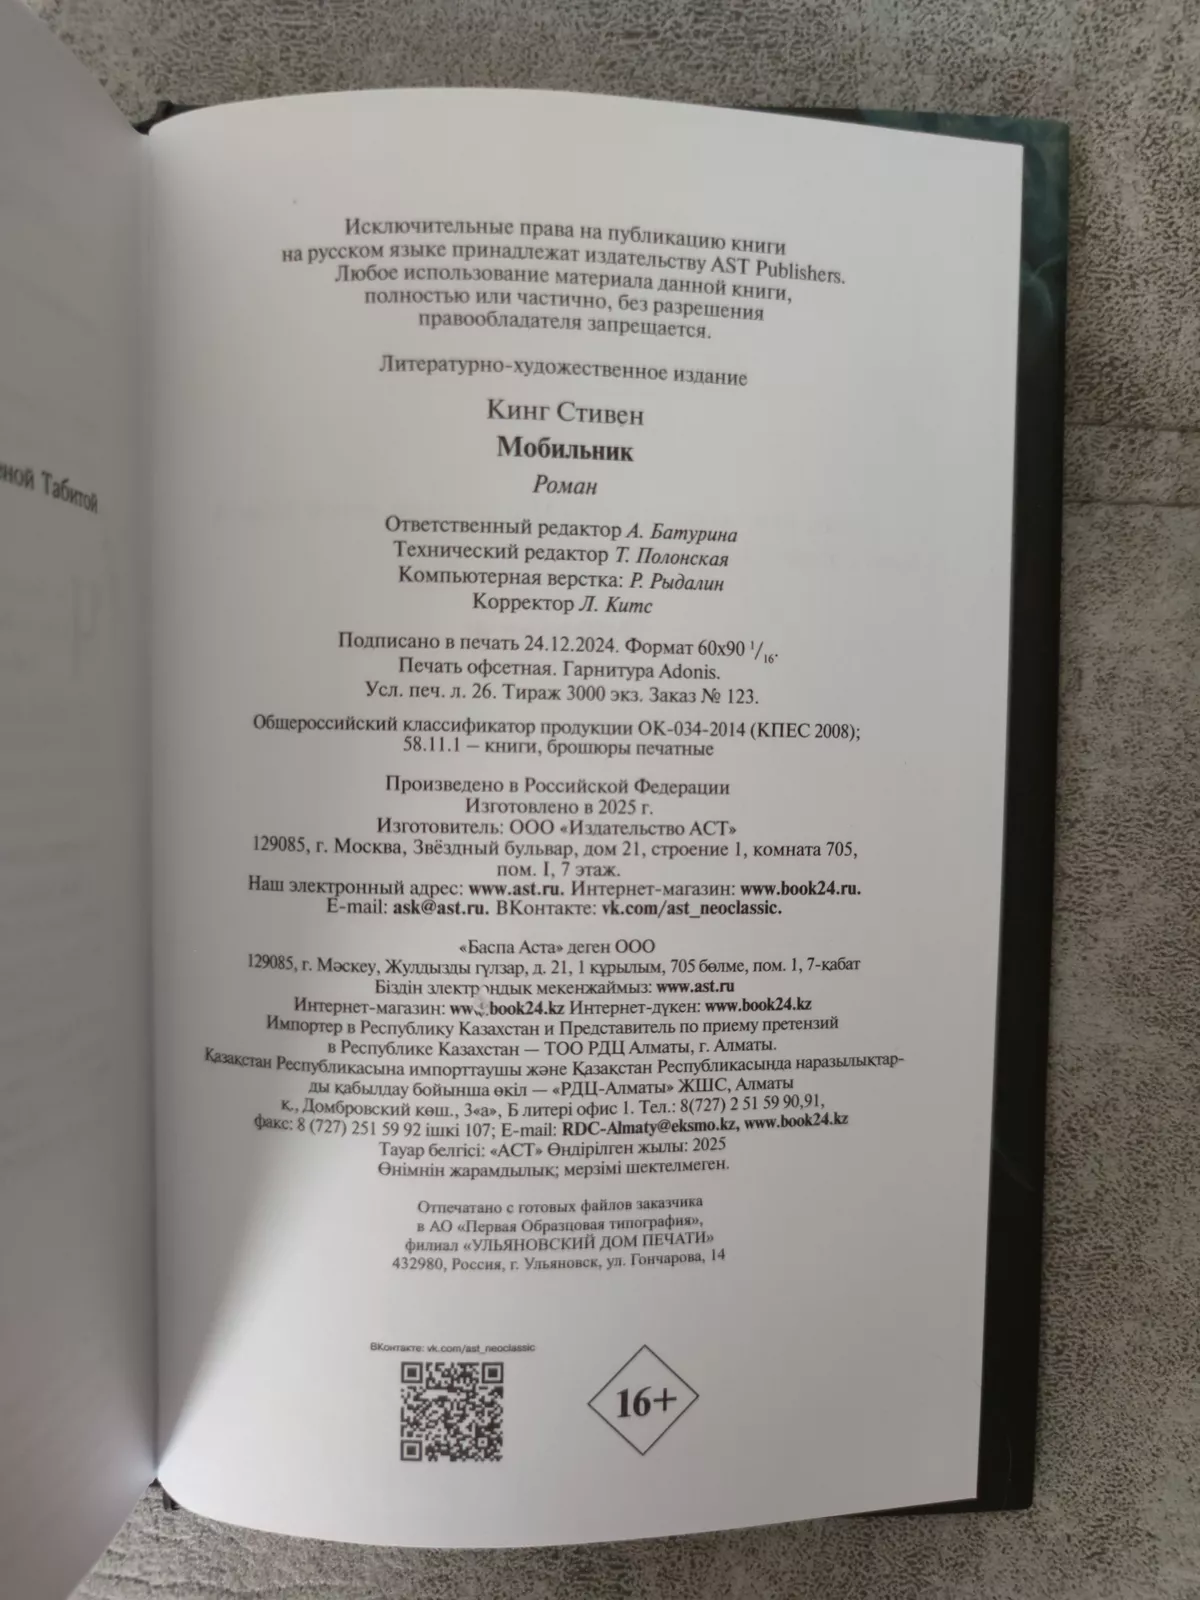 ной Табитой
Исключительные права на публикацию книги
на русском языке принадлежат издательству AST Publishers.
Любое использование материала данной книги,
полностью или частично, без разрешения
правообладателя запрещается.
Литературно-художественное издание
Кинг Стивен
Мобильник
Роман
Ответственный редактор А. Батурина
Технический редактор Т. Полонская
Компьютерная верстка: Р. Рыдалин
Корректор Л. Китс
Подписано в печать 24.12.2024. Формат 60х90 1/16.
Печать офсетная. Гарнитура Adonis.
Усл. печ. л. 26. Тираж 3000 экз. Заказ № 123.
Общероссийский классификатор продукции ОК-034-2014 (КПЕС 2008);
58.11.1 – книги, брошюры печатные
Произведено в Российской Федерации
Изготовлено в 2025 г.
Изготовитель: ООО «Издательство АСТ»
129085, г. Москва, Звёздный бульвар, дом 21, строение 1, комната 705,
пом. I, 7 этаж.
Наш электронный адрес: www.ast.ru. Интернет-магазин: www.book24.ru.
E-mail: ask@ast.ru. ВКонтакте: vk.com/ast_neoclassic.
«Баспа Аста» деген ООО
129085, г. Мәскеу, Жулдызды гүлзар, д. 21, 1 құрылым, 705 бөлме, пом. 1, 7-қабат
Біздін злектрондык мекенжаймыз: www.ast.ru
Интернет-магазин: www.book24.kz Интернет-дүкен: www.book24.kz
Импортер в Республику Казахстан и Представитель по приему претензий
в Республике Казахстан — ТОО РДЦ Алматы, г. Алматы.
Қазақстан Республикасына импорттаушы және Қазақстан Республикасында наразылықтар-
ды қабылдау бойынша өкіл — «РДЦ-Алматы» ЖШС, Алматы
қ., Домбровский көш., 3«а», Б литері офис 1. Тел.: 8(727) 2 51 59 90,91,
факс: 8 (727) 251 59 92 ішкі 107; E-mail: RDC-Almaty@eksmo.kz, www.book24.kz
Тауар белгісі: «АСТ» Өндірілген жылы: 2025
Өнімнін жарамдылық; мерзімі шектелмеген.
Отпечатано с готовых файлов заказчика
в АО «Первая Образцовая типография»,
филиал «УЛЬЯНОВСКИЙ ДОМ ПЕЧАТИ»
432980, Россия, г. Ульяновск, ул. Гончарова, 14
ВКонтакте: vk.com/ast_neoclassic
16+